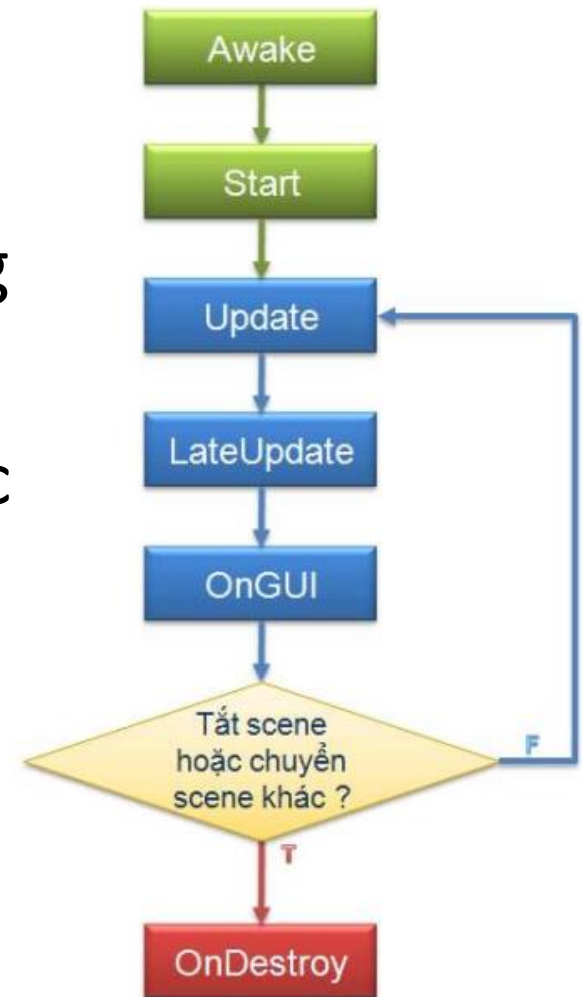 Awake
Start
g
Update
LateUpdate
c
OnGUI
Tắt scene
hoặc chuyển
scene khác ?
F
T
OnDestroy